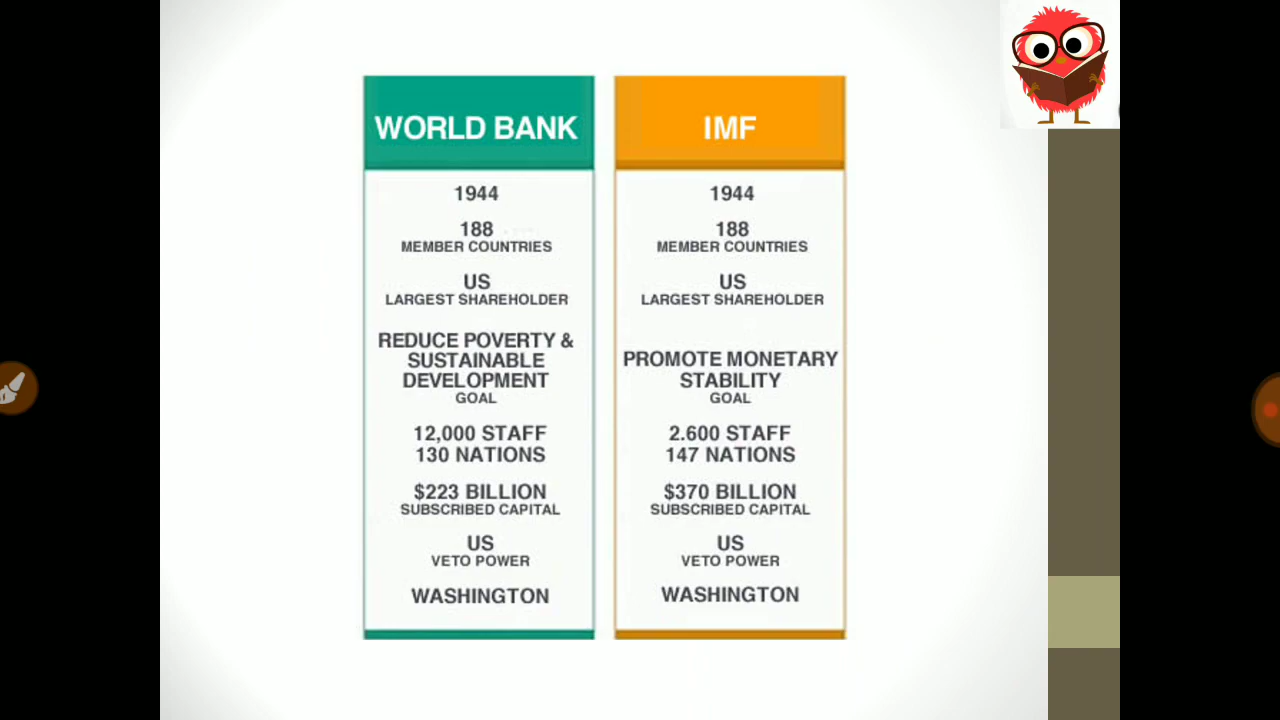 WORLD BANK
1944
188
MEMBER COUNTRIES
US
LARGEST SHAREHOLDER
REDUCE POVERTY &
SUSTAINABLE
DEVELOPMENT
GOAL
12,000 STAFF
130 NATIONS
$223 BILLION
SUBSCRIBED CAPITAL
US
VETO POWER
WASHINGTON
IMF
1944
188
MEMBER COUNTRIES
US
LARGEST SHAREHOLDER
PROMOTE MONETARY
STABILITY
GOAL
2.600 STAFF
147 NATIONS
$370 BILLION
SUBSCRIBED CAPITAL
US
VETO POWER
WASHINGTON